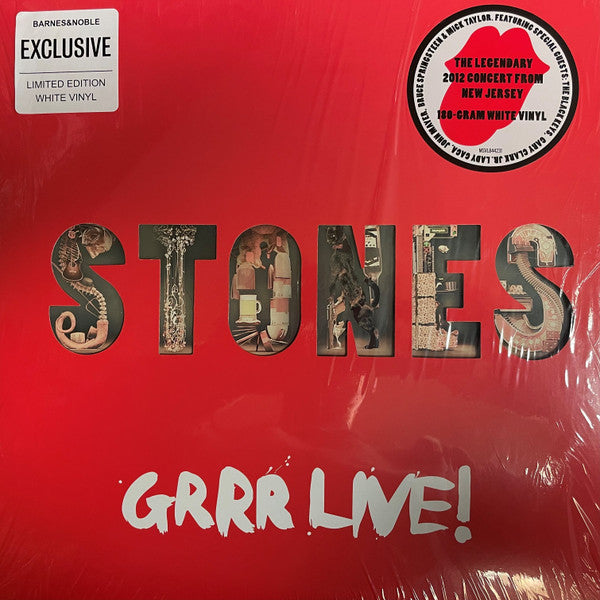 BARNES&NOBLE
EXCLUSIVE
LIMITED EDITION
WHITE VINYL
BRUCE SPRINGSTEEN & MICK TAYLOR. FEATURING SPECIAL GUESTS: THE BLACK KEYS, GARY CLARK JR, LADY GAGA, JOHN MAYER,
THE LEGENDARY
2012 CONCERT FROM
NEW JERSEY
180-GRAM WHITE VINYL
STONES
GRRR LIVE!